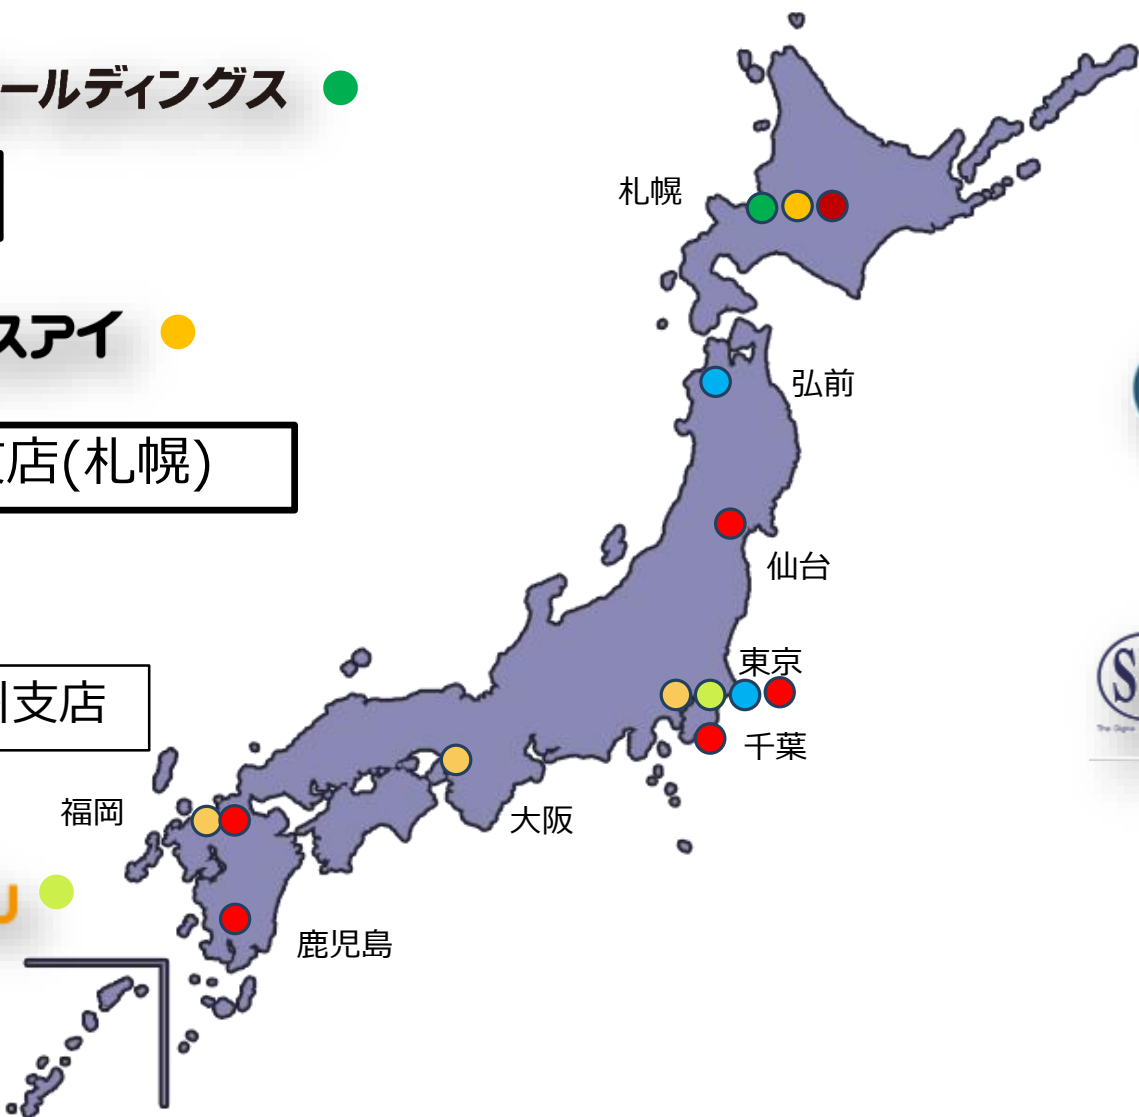 ールディングス
札幌
スアイ
弘前
支店(札幌)
仙台
東京
支店
千葉
福岡
大阪
鹿児島